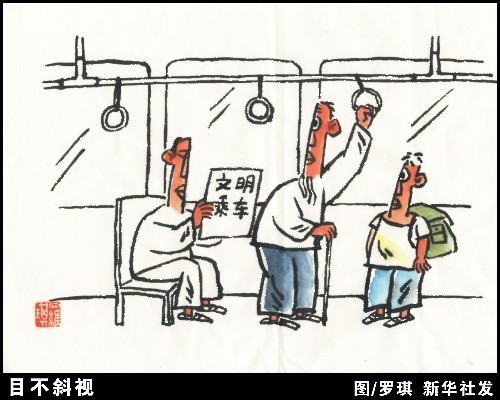 文明
乘车
目不斜视
图/罗琪 新华社发